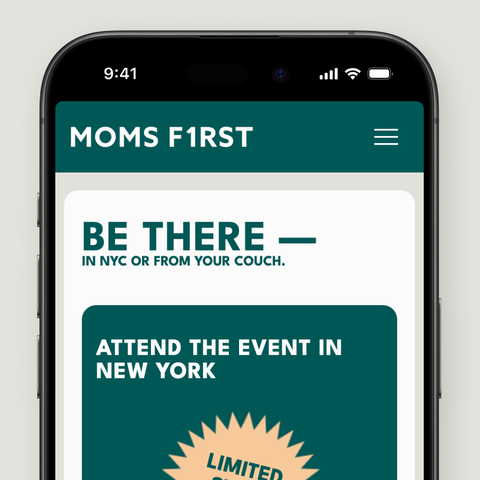 9:41
MOMS F1RST
BE THERE —
IN NYC OR FROM YOUR COUCH.
ATTEND THE EVENT IN
NEW YORK
LIMITED